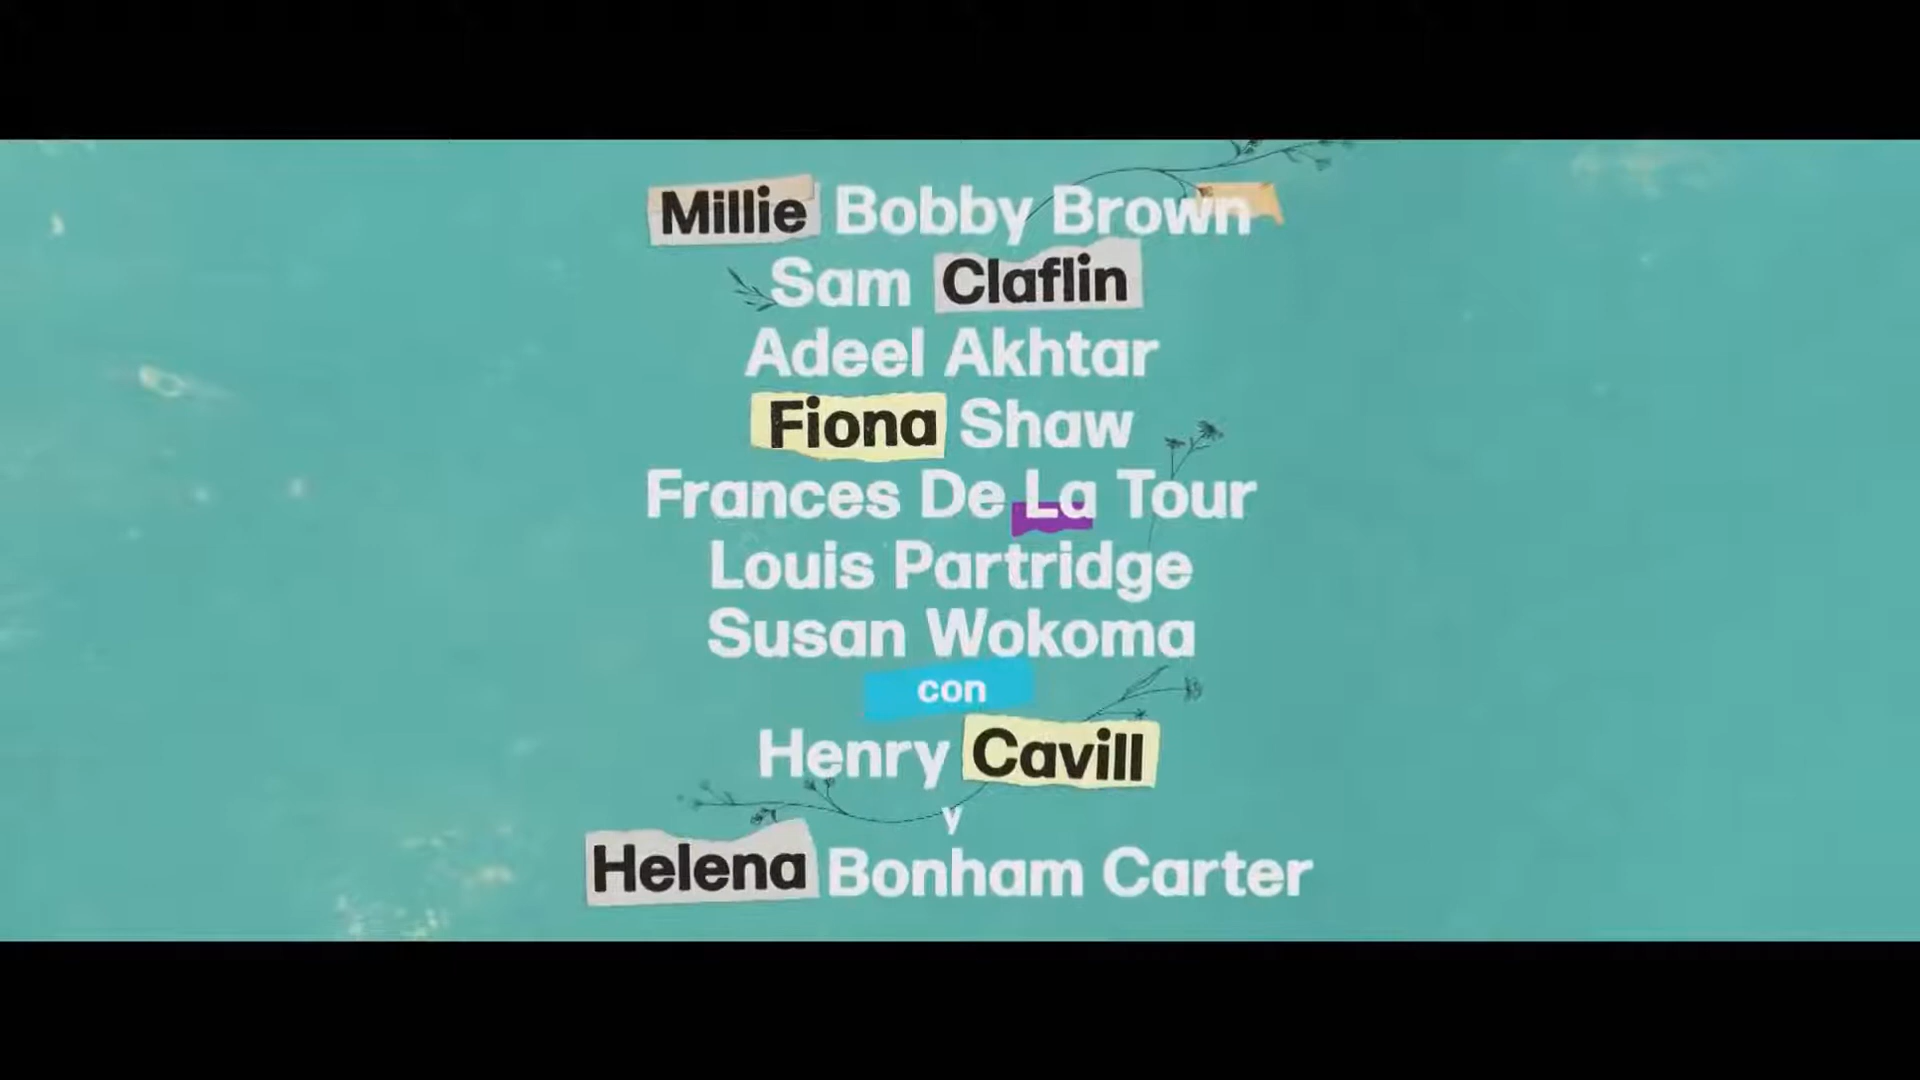 Millie Bobby Brown
Sam Claflin
Adeel Akhtar
Fiona Shaw
Frances De La Tour
Louis Partridge
Susan Wokoma
con
Henry Cavill
y
Helena Bonham Carter